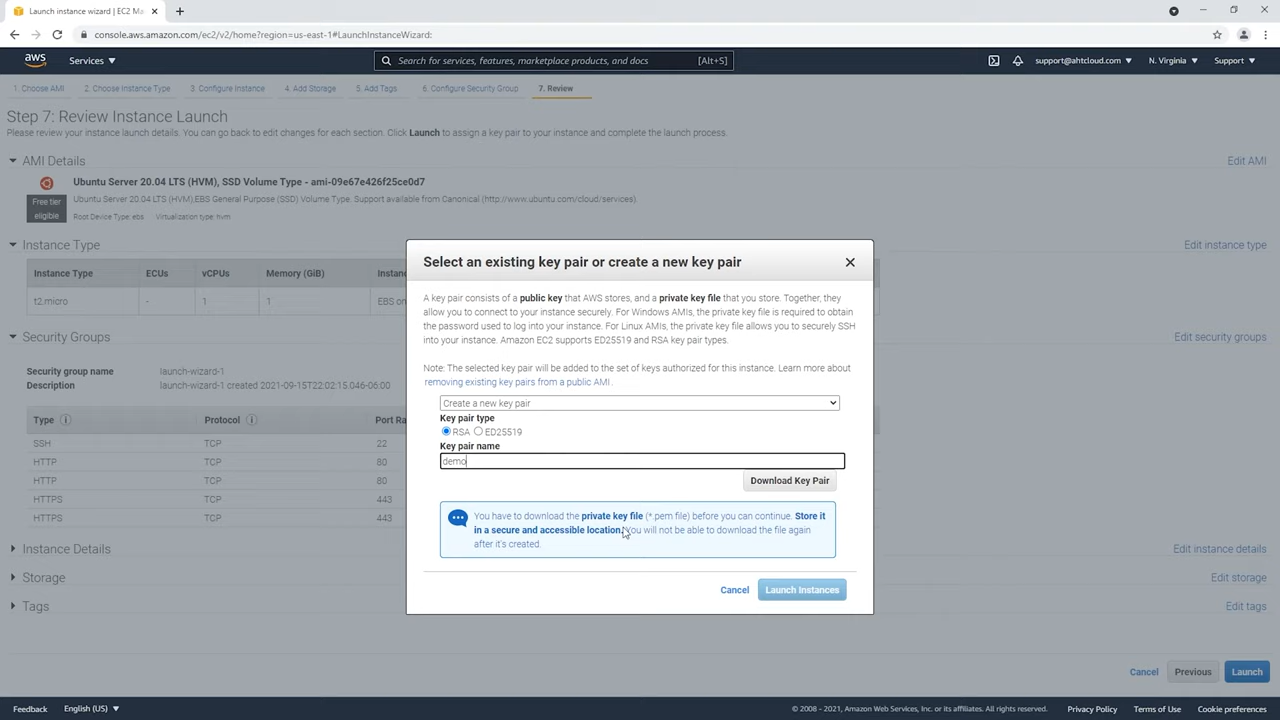 Launch instance wizard | EC2 Ma
console.aws.amazon.com/ec2/v2/home?region=us-east-1#LaunchInstanceWizard:
aws Services Search for services, features, marketplace products, and docs [Alt+S] support@ahtcloud.com N. Virginia Support
1. Choose AMI 2. Choose Instance Type 3. Configure Instance 4. Add Storage 5. Add Tags 6. Configure Security Group 7. Review
Step 7: Review Instance Launch
Please review your instance launch details. You can go back to edit changes for each section. Click Launch to assign a key pair to your instance and complete the launch process.
AMI Details Edit AMI
Ubuntu Server 20.04 LTS (HVM), SSD Volume Type - ami-09e67e426f25ce0d7
Free tier eligible
Ubuntu Server 20.04 LTS (HVM),EBS General Purpose (SSD) Volume Type. Support available from Canonical (http://www.ubuntu.com/cloud/services).
Root Device Type: ebs Virtualization type: hvm
Instance Type Edit instance type
Instance Type ECUs vCPUs Memory (GiB) Instanc
t2.micro - 1 1 EBS on
Security Groups Edit security groups
Security group name launch-wizard-1
Description launch-wizard-1 created 2021-09-15T22:02:15.046-06:00
Type Protocol Port Ra
SSH TCP 22
HTTP TCP 80
HTTP TCP 80
HTTPS TCP 443
HTTPS TCP 443
Instance Details Edit instance details
Storage Edit storage
Tags Edit tags
Select an existing key pair or create a new key pair
A key pair consists of a public key that AWS stores, and a private key file that you store. Together, they
allow you to connect to your instance securely. For Windows AMIs, the private key file is required to obtain
the password used to log into your instance. For Linux AMIs, the private key file allows you to securely SSH
into your instance. Amazon EC2 supports ED25519 and RSA key pair types.
Note: The selected key pair will be added to the set of keys authorized for this instance. Learn more about
removing existing key pairs from a public AMI.
Create a new key pair
Key pair type
RSA ED25519
Key pair name
demo
Download Key Pair
You have to download the private key file (*.pem file) before you can continue. Store it
in a secure and accessible location. You will not be able to download the file again
after it's created.
Cancel Launch Instances
Cancel Previous Launch
Feedback English (US) © 2008 - 2021, Amazon Web Services, Inc. or its affiliates. All rights reserved. Privacy Policy Terms of Use Cookie preferences